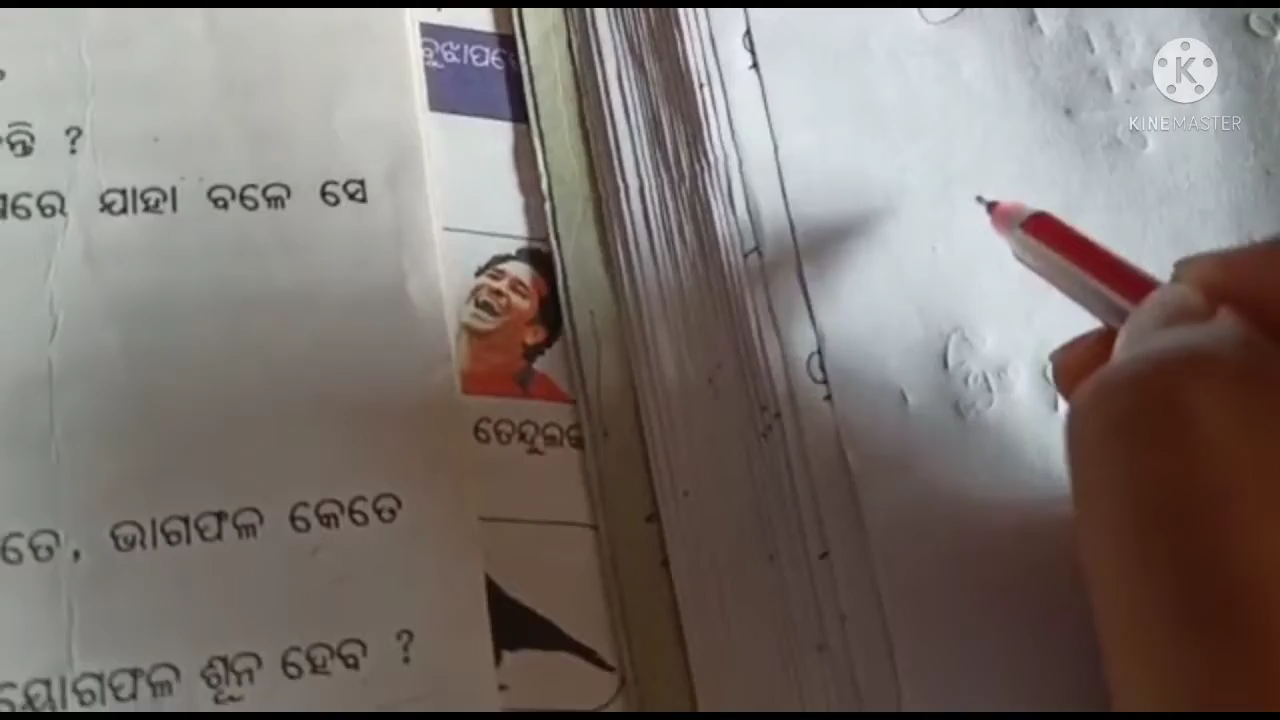 ନ୍ତି ?
ରେ ଯାହା ବଳେ ସେ
ତେ, ଭାଗଫଳ କେତେ
ୟୋଗଫଳ ଶୂନ ହେବ ?
ବୁଝାପ
ତେନ୍ଦୁଲ
KINEMASTER